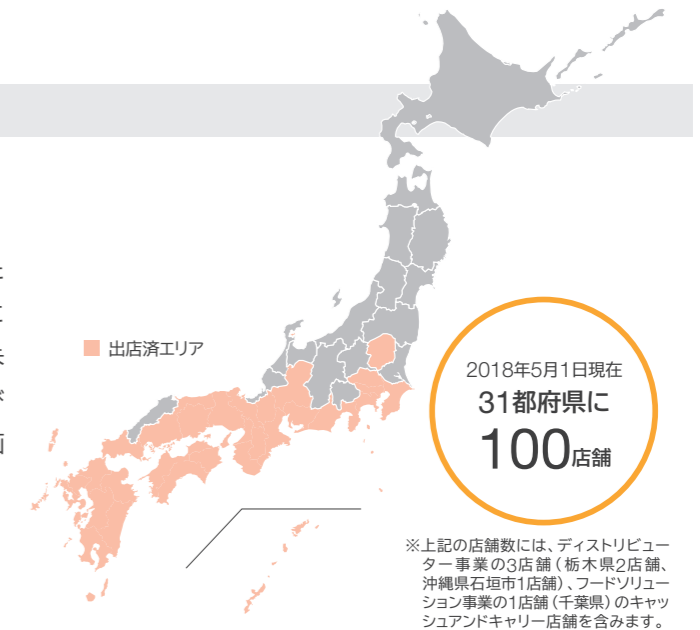 出店済エリア
2018年5月1日現在
31都府県に
100店舗
※上記の店舗数には、ディストリビュー
ター事業の3店舗（栃木県2店舗、
沖縄県石垣市1店舗）、フードソリュー
ション事業の1店舗（千葉県）のキャッ
シュアンドキャリー店舗を含みます。